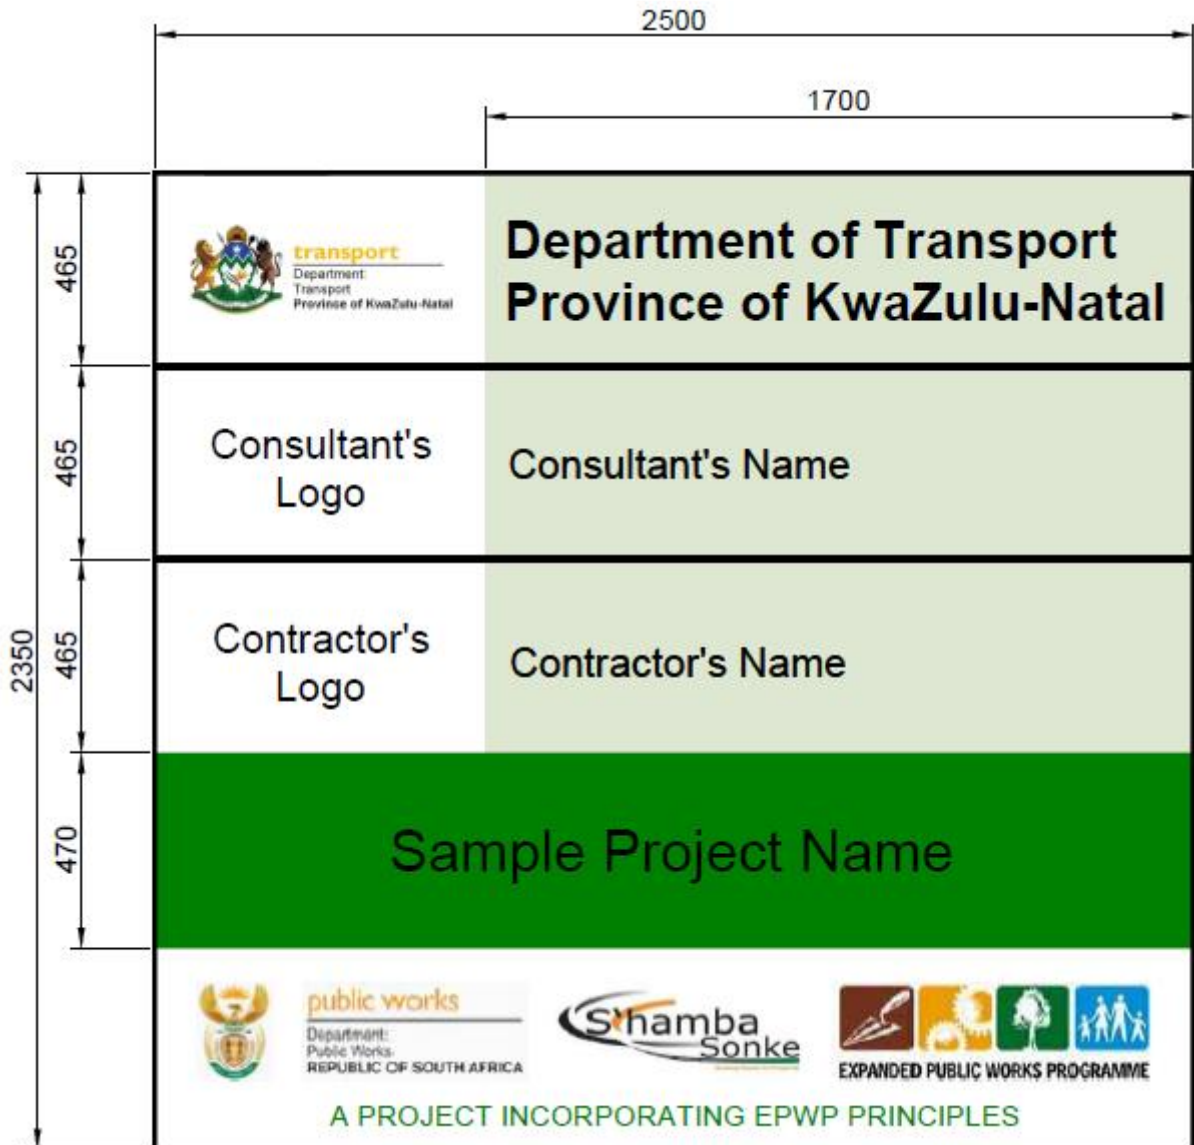 2500
1700
465
transport
Department
Transport
Province of KwaZulu-Natal
Department of Transport
Province of KwaZulu-Natal
465
Consultant's
Logo
Consultant's Name
2350
465
Contractor's
Logo
Contractor's Name
470
Sample Project Name
public works
Department:
Public Works
REPUBLIC OF SOUTH AFRICA
S'hamba
Sonke
EXPANDED PUBLIC WORKS PROGRAMME
A PROJECT INCORPORATING EPWP PRINCIPLES